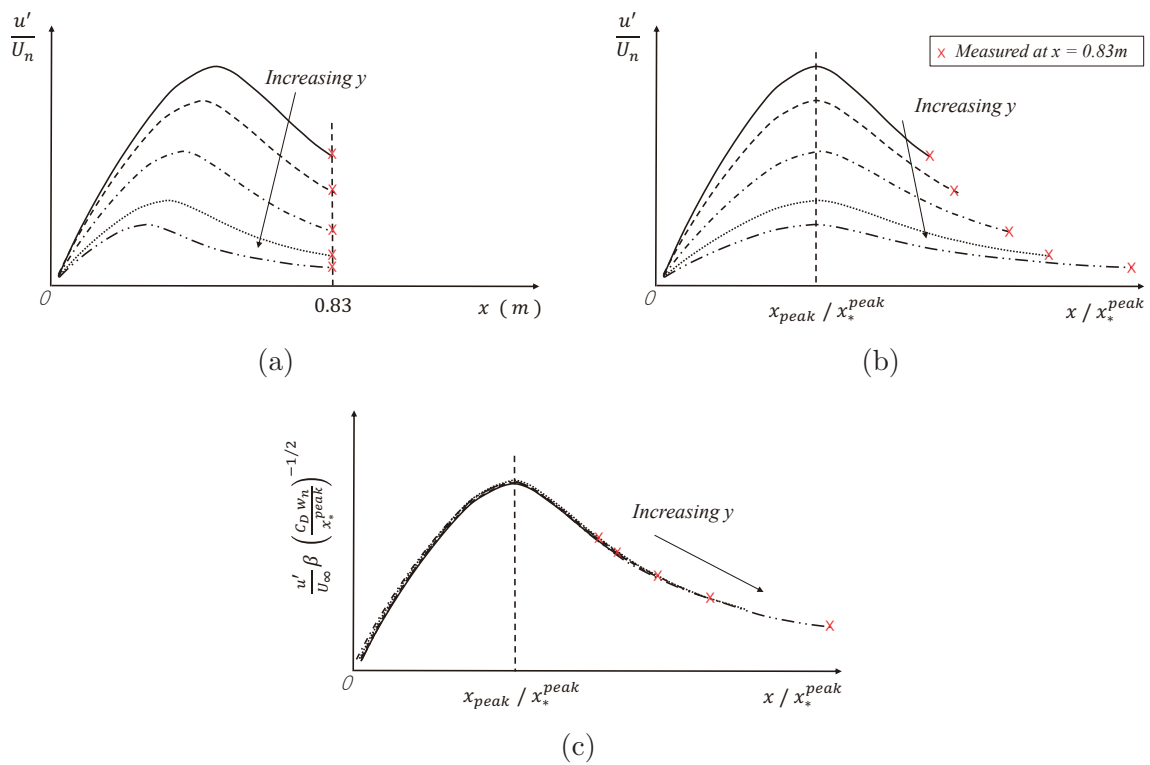 u′ / U_n
Increasing y
0
0.83
x ( m )
(a)
u′ / U_n
× Measured at x = 0.83m
Increasing y
0
x_peak / x_*^peak
x / x_*^peak
(b)
u′/U_∞ β (C_D w_n / x_*^peak)^−1/2
Increasing y
0
x_peak / x_*^peak
x / x_*^peak
(c)